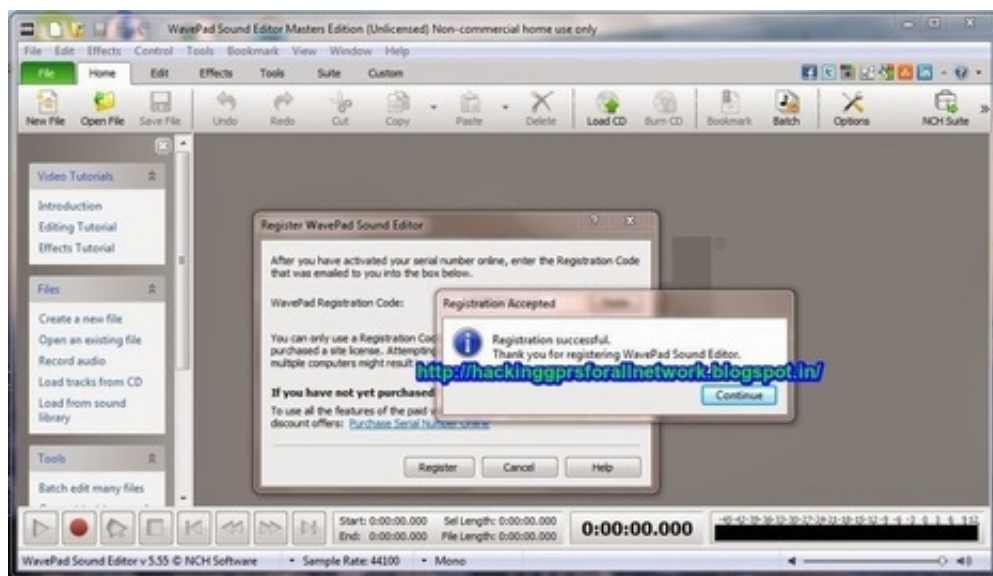 WavePad Sound Editor Masters Edition (Unlicensed) Non-commercial home use only
File Edit Effects Control Tools Bookmark View Window Help
File Home Edit Effects Tools Suite Custom
New File Open File Save File Undo Redo Cut Copy Paste Delete Load CD Burn CD Bookmark Batch Options NCH Suite
Video Tutorials
Introduction
Editing Tutorial
Effects Tutorial
Files
Create a new file
Open an existing file
Record audio
Load tracks from CD
Load from sound
library
Tools
Batch edit many files
Register WavePad Sound Editor
After you have activated your serial number online, enter the Registration Code
that was emailed to you into the box below.
WavePad Registration Code:
You can only use a Registration
purchased a site license. Attempting
multiple computers might result
If you have not yet purchased
To use all the features of the paid
discount offers: Purchase Serial Number Online
Register Cancel Help
Registration Accepted
Registration successful.
Thank you for registering WavePad Sound Editor.
http://hackinggprsforallnetwork.blogspot.in/
Continue
Start: 0:00:00.000 Sel Length: 0:00:00.000
End: 0:00:00.000 File Length: 0:00:00.000
0:00:00.000
WavePad Sound Editor v 5.55 © NCH Software Sample Rate: 44100 Mono